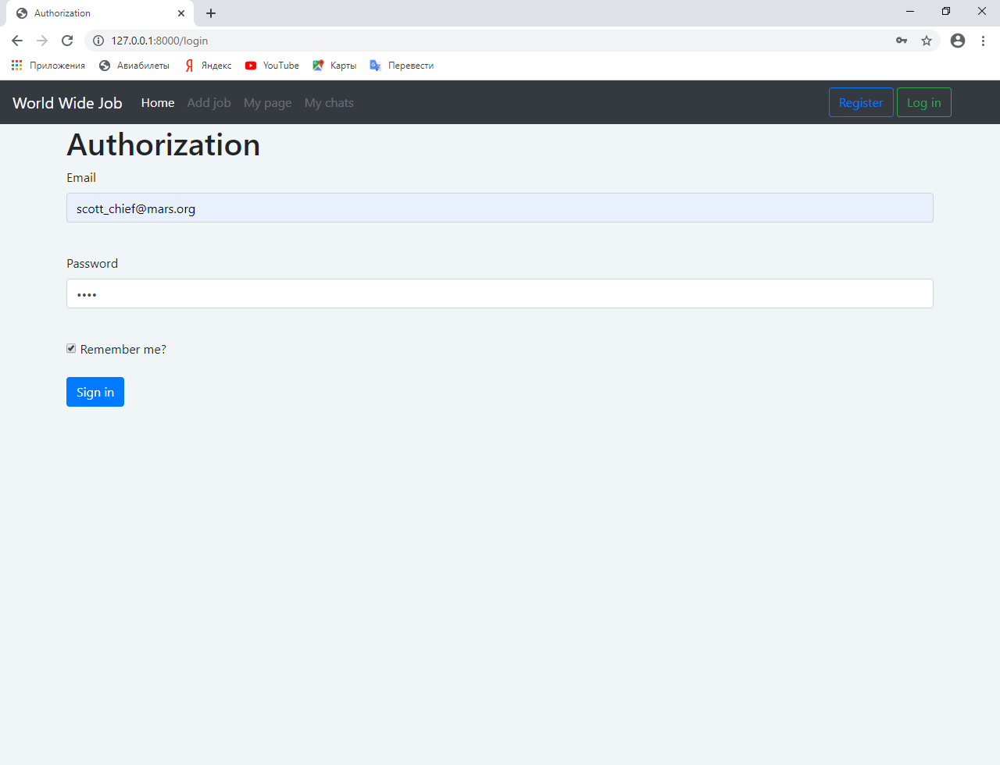 Authorization
127.0.0.1:8000/login
Приложения Авиабилеты Яндекс YouTube Карты Перевести
World Wide Job Home Add job My page My chats Register Log in
Authorization
Email
scott_chief@mars.org
Password
••••
Remember me?
Sign in